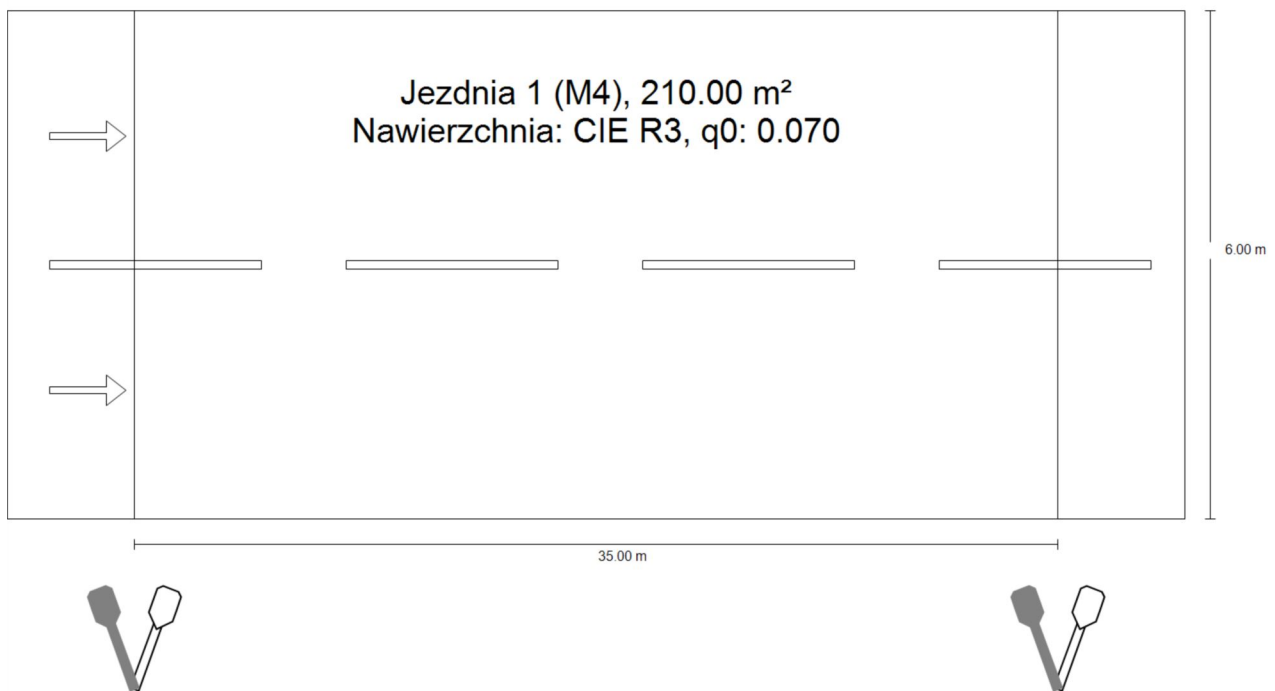 Jezdnia 1 (M4), 210.00 m²
Nawierzchnia: CIE R3, q0: 0.070
6.00 m
35.00 m